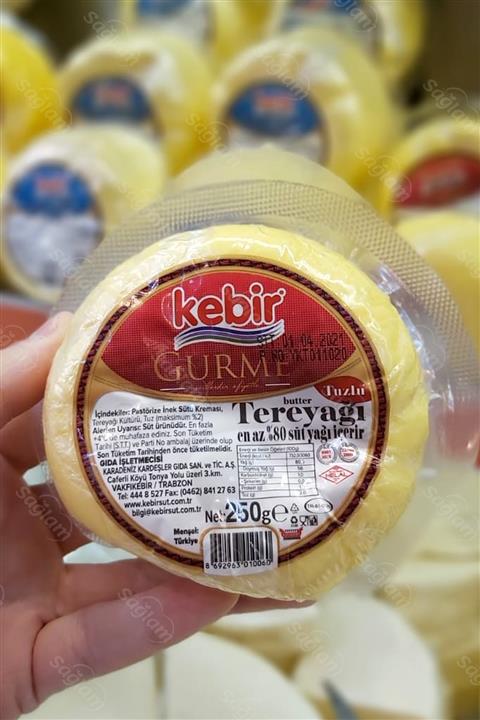 kebir
STT.01.04.2021
P.NO:YKT011020
GURME
Tuzlu
butter
Tereyağı
en az %80 süt yağı içerir
İçindekiler: Pastörize İnek Sütü Kreması,
Tereyağı Kültürü, Tuz (maksimum %2)
Alerjen Uyarısı: Süt ürünüdür. En fazla
+4°C de muhafaza ediniz. Son Tüketim
Tarihi (S.T.T.) ve Parti No ambalaj üzerinde olup
Son Tüketim Tarihinden önce tüketilmelidir.
GIDA İŞLETMECİSİ
KARADENİZ KARDEŞLER GIDA SAN. ve TİC. A.Ş.
Caferli Köyü Tonya Yolu üzeri 3.km.
VAKFIKEBİR / TRABZON
Tel: 444 8 527 Fax: (0462) 841 27 63
www.kebirsut.com.tr
bilgi@kebirsut.com.tr
Net: 250g e
Menşei:
Türkiye
8 692963 010060
sağlam